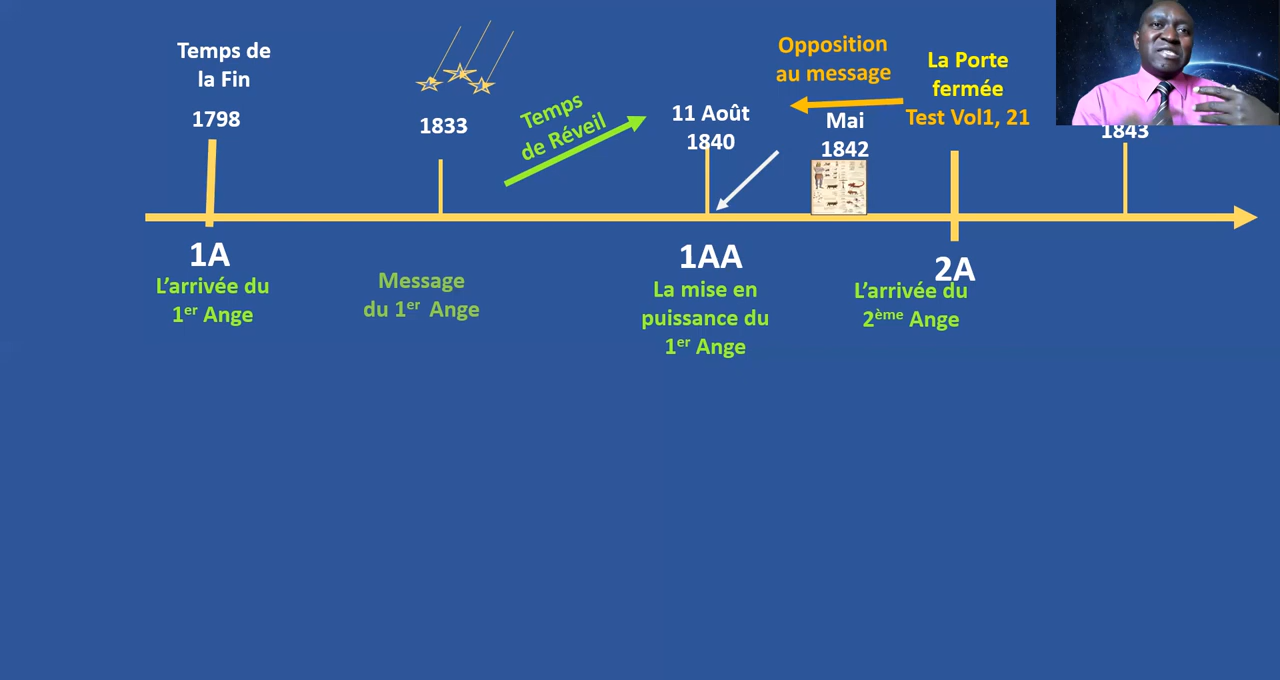 Temps de
la Fin
1798
1833
Temps
de Réveil
11 Août
1840
Opposition
au message
Mai
1842
La Porte
fermée
Test Vol1, 21
1843
1A
L’arrivée du
1er Ange
Message
du 1er Ange
1AA
La mise en
puissance du
1er Ange
2A
L’arrivée du
2ème Ange